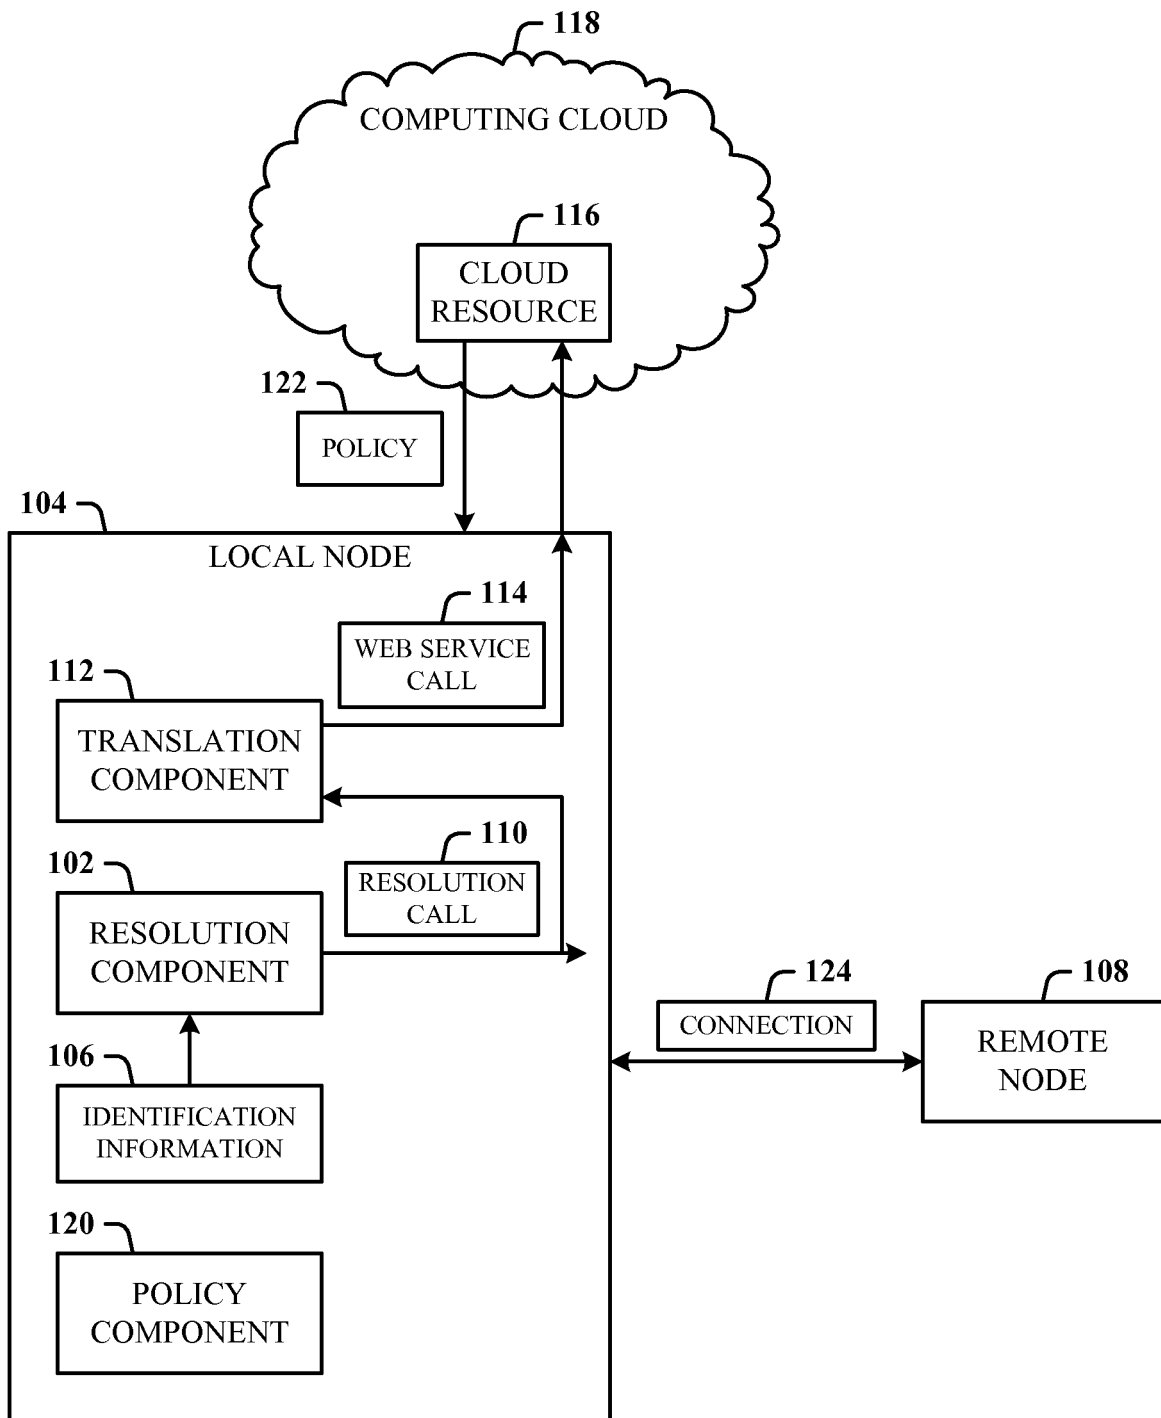 118
COMPUTING CLOUD
116
CLOUD
RESOURCE
122
POLICY
104
LOCAL NODE
114
WEB SERVICE
CALL
112
TRANSLATION
COMPONENT
110
RESOLUTION
CALL
102
RESOLUTION
COMPONENT
124
CONNECTION
108
REMOTE
NODE
106
IDENTIFICATION
INFORMATION
120
POLICY
COMPONENT